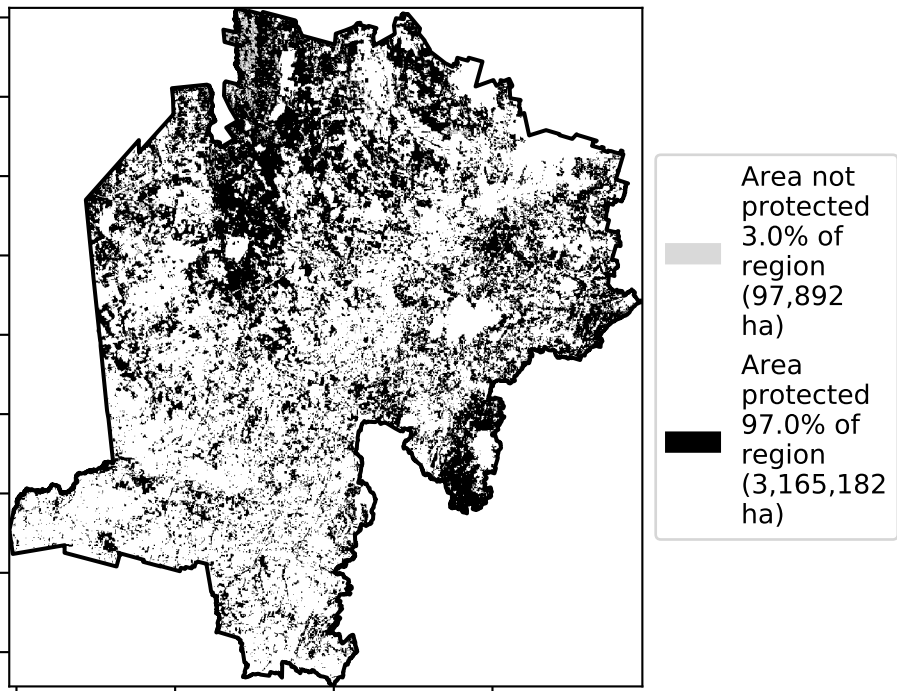 Area not
protected
3.0% of
region
(97,892
ha)
Area
protected
97.0% of
region
(3,165,182
ha)